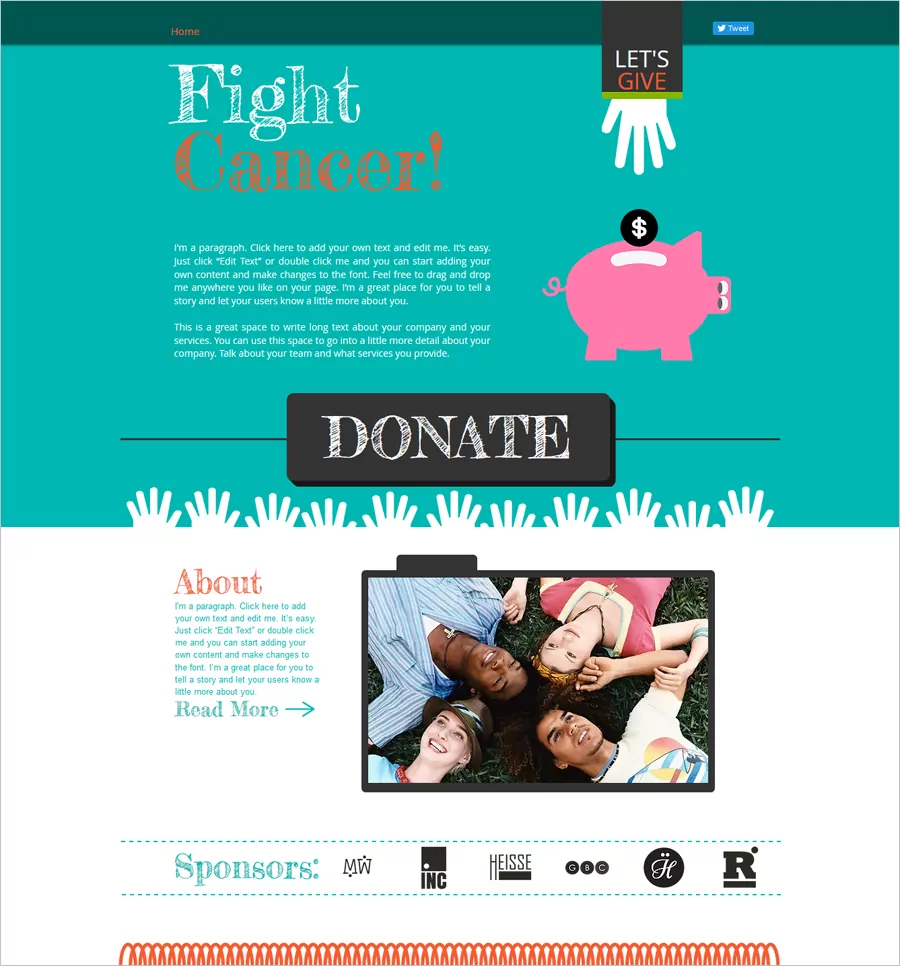 Home
Tweet
LET'S
GIVE
Fight
Cancer!
$
I'm a paragraph. Click here to add your own text and edit me. It's easy.
Just click “Edit Text” or double click me and you can start adding your
own content and make changes to the font. Feel free to drag and drop
me anywhere you like on your page. I'm a great place for you to tell a
story and let your users know a little more about you.
This is a great space to write long text about your company and your
services. You can use this space to go into a little more detail about your
company. Talk about your team and what services you provide.
DONATE
About
I'm a paragraph. Click here to add
your own text and edit me. It's easy.
Just click “Edit Text” or double click
me and you can start adding your
own content and make changes to
the font. I'm a great place for you to
tell a story and let your users know a
little more about you.
Read More
Sponsors:
MW
INC
HEISSE
GBC
Ḧ
R